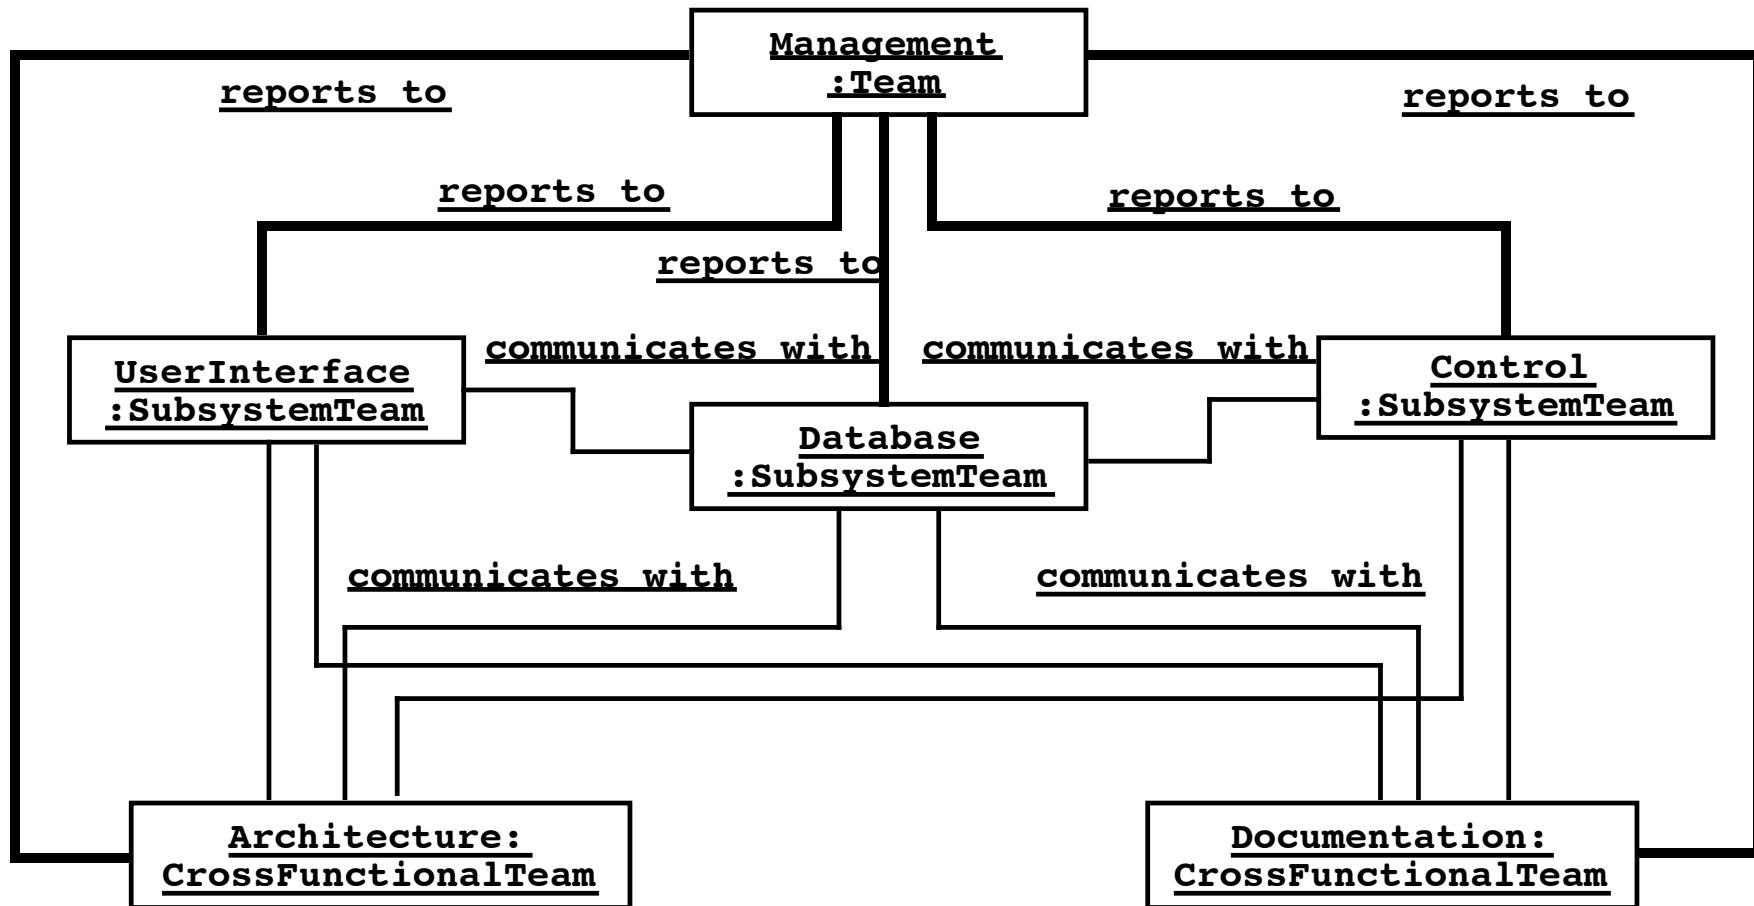 Management
:Team
reports to
reports to
reports to
reports to
reports to
communicates with
communicates with
UserInterface
:SubsystemTeam
Control
:SubsystemTeam
Database
:SubsystemTeam
communicates with
communicates with
Architecture:
CrossFunctionalTeam
Documentation:
CrossFunctionalTeam